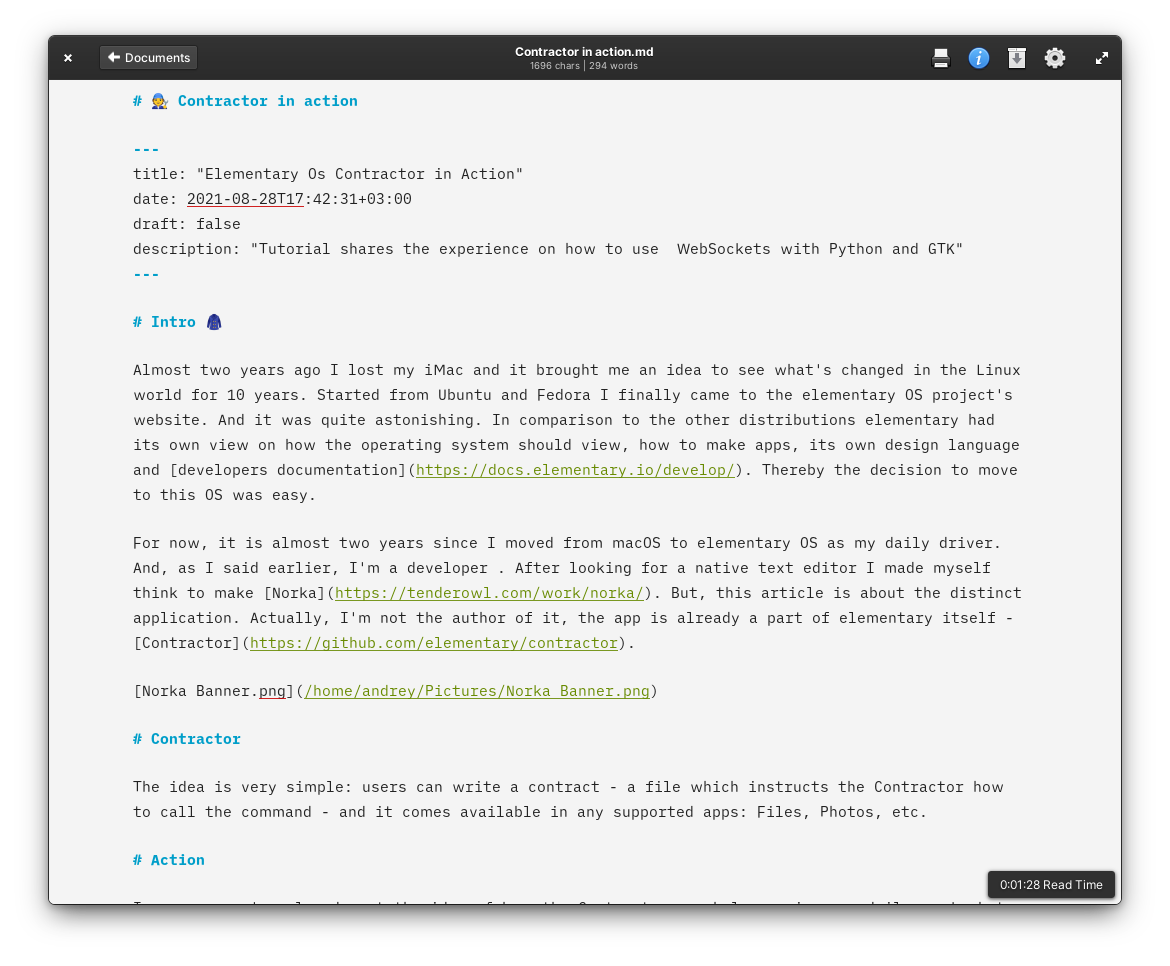 Documents
Contractor in action.md
1696 chars | 294 words
# 🧑‍🔧 Contractor in action
---
title: "Elementary Os Contractor in Action"
date: 2021-08-28T17:42:31+03:00
draft: false
description: "Tutorial shares the experience on how to use  WebSockets with Python and GTK"
---
# Intro 🧥
Almost two years ago I lost my iMac and it brought me an idea to see what's changed in the Linux
world for 10 years. Started from Ubuntu and Fedora I finally came to the elementary OS project's
website. And it was quite astonishing. In comparison to the other distributions elementary had
its own view on how the operating system should view, how to make apps, its own design language
and [developers documentation](https://docs.elementary.io/develop/). Thereby the decision to move
to this OS was easy.
For now, it is almost two years since I moved from macOS to elementary OS as my daily driver.
And, as I said earlier, I'm a developer . After looking for a native text editor I made myself
think to make [Norka](https://tenderowl.com/work/norka/). But, this article is about the distinct
application. Actually, I'm not the author of it, the app is already a part of elementary itself -
[Contractor](https://github.com/elementary/contractor).
[Norka Banner.png](/home/andrey/Pictures/Norka Banner.png)
# Contractor
The idea is very simple: users can write a contract - a file which instructs the Contractor how
to call the command - and it comes available in any supported apps: Files, Photos, etc.
# Action
0:01:28 Read Time